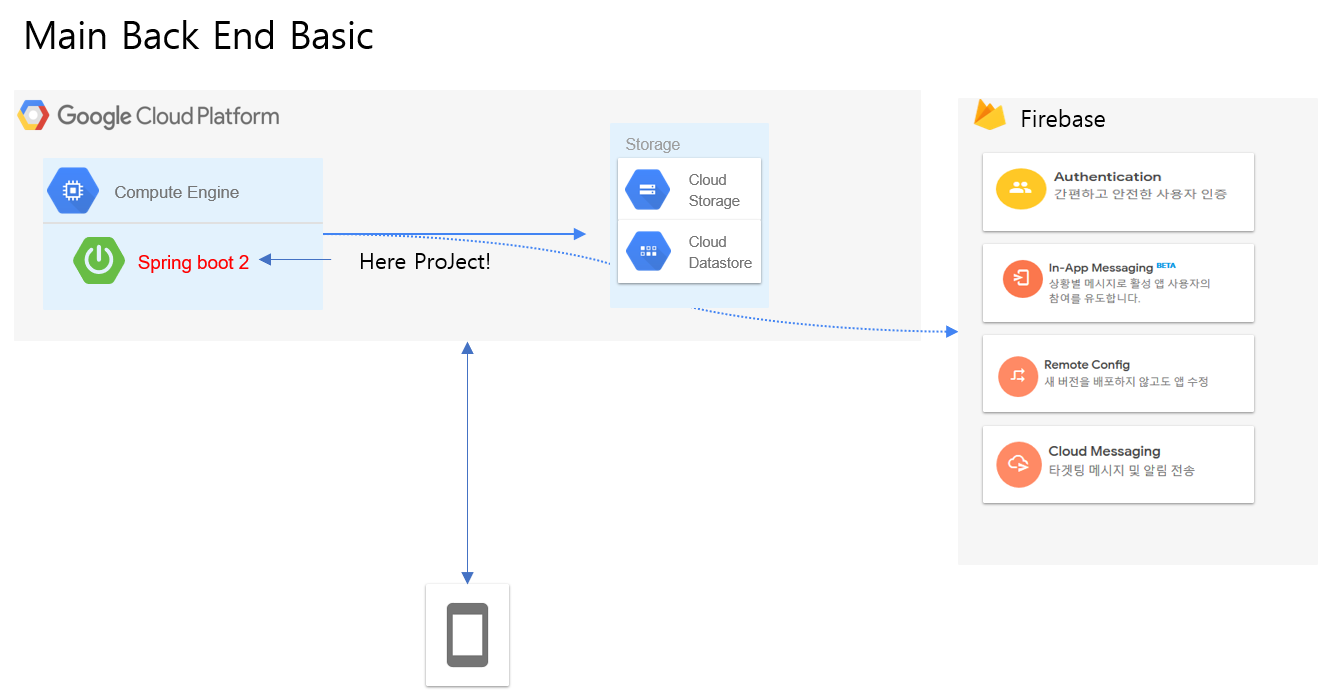 Main Back End Basic
Google Cloud Platform
Compute Engine
Spring boot 2
Here ProJect!
Storage
Cloud
Storage
Cloud
Datastore
Firebase
Authentication
간편하고 안전한 사용자 인증
In-App Messaging BETA
상황별 메시지로 활성 앱 사용자의
참여를 유도합니다.
Remote Config
새 버전을 배포하지 않고도 앱 수정
Cloud Messaging
타겟팅 메시지 및 알림 전송